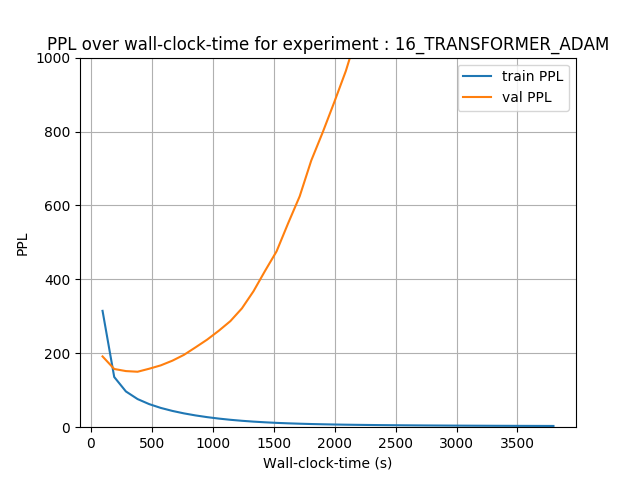 PPL over wall-clock-time for experiment : 16_TRANSFORMER_ADAM
train PPL
val PPL
1000
800
600
400
200
0
PPL
0 500 1000 1500 2000 2500 3000 3500
Wall-clock-time (s)